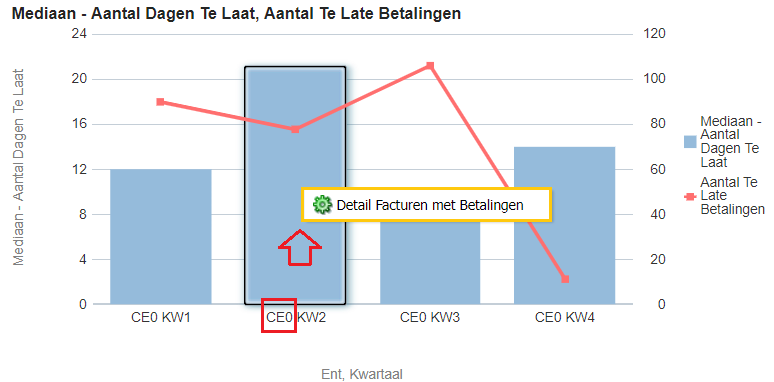 Mediaan - Aantal Dagen Te Laat, Aantal Te Late Betalingen
24
20
16
12
8
4
0
Mediaan - Aantal Dagen Te Laat
120
100
80
60
40
20
0
Detail Facturen met Betalingen
CE0 KW1
CE0 KW2
CE0 KW3
CE0 KW4
Ent, Kwartaal
Mediaan -
Aantal
Dagen Te
Laat
Aantal Te
Late
Betalingen